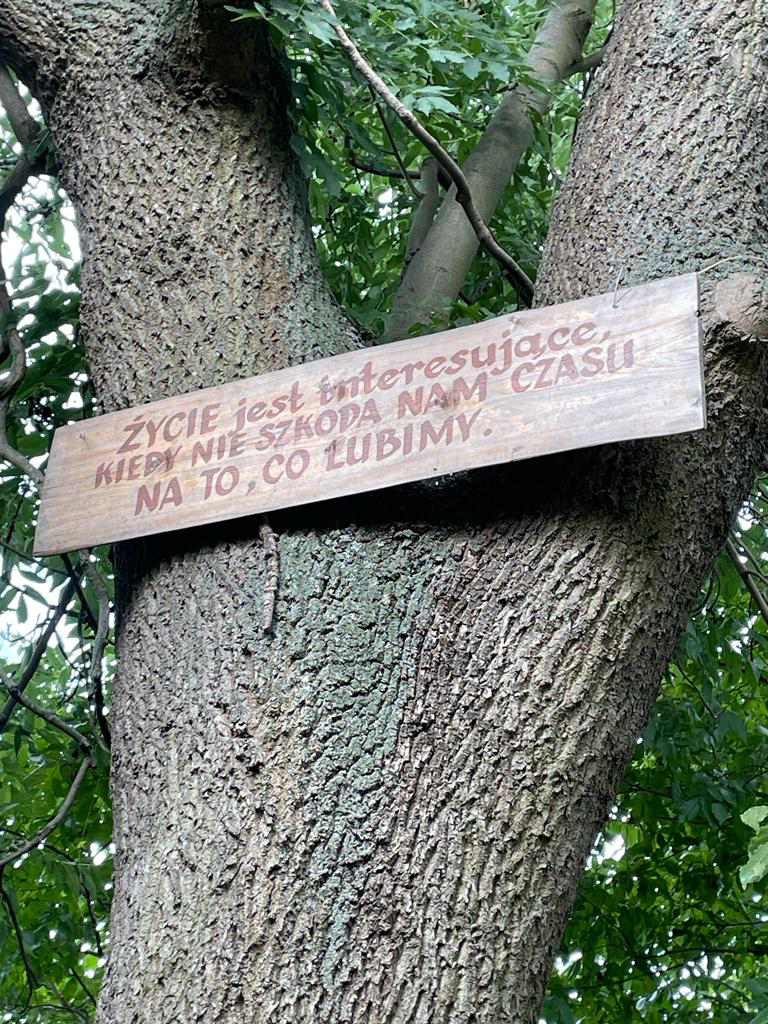 ŻYCIE jest interesujące,
KIEDY NIE SZKODA NAM CZASU
NA TO, CO LUBIMY.